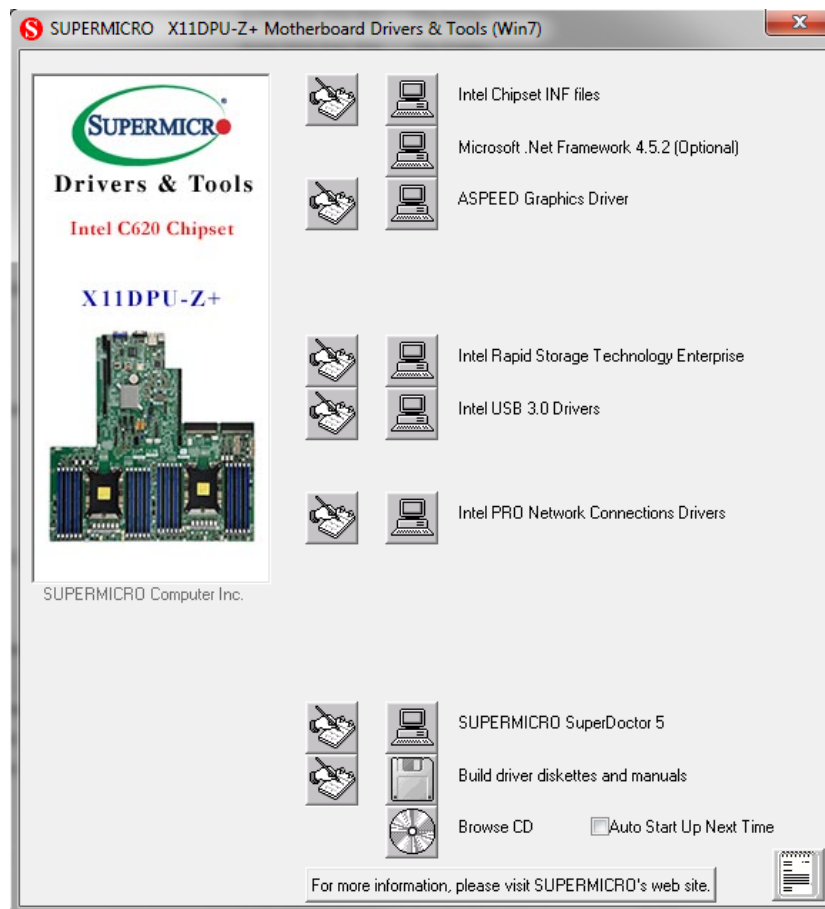 SUPERMICRO X11DPU-Z+ Motherboard Drivers & Tools (Win7)
SUPERMICRO
Drivers & Tools
Intel C620 Chipset
X11DPU-Z+
SUPERMICRO Computer Inc.
Intel Chipset INF files
Microsoft .Net Framework 4.5.2 (Optional)
ASPEED Graphics Driver
Intel Rapid Storage Technology Enterprise
Intel USB 3.0 Drivers
Intel PRO Network Connections Drivers
SUPERMICRO SuperDoctor 5
Build driver diskettes and manuals
Browse CD
Auto Start Up Next Time
For more information, please visit SUPERMICRO's web site.